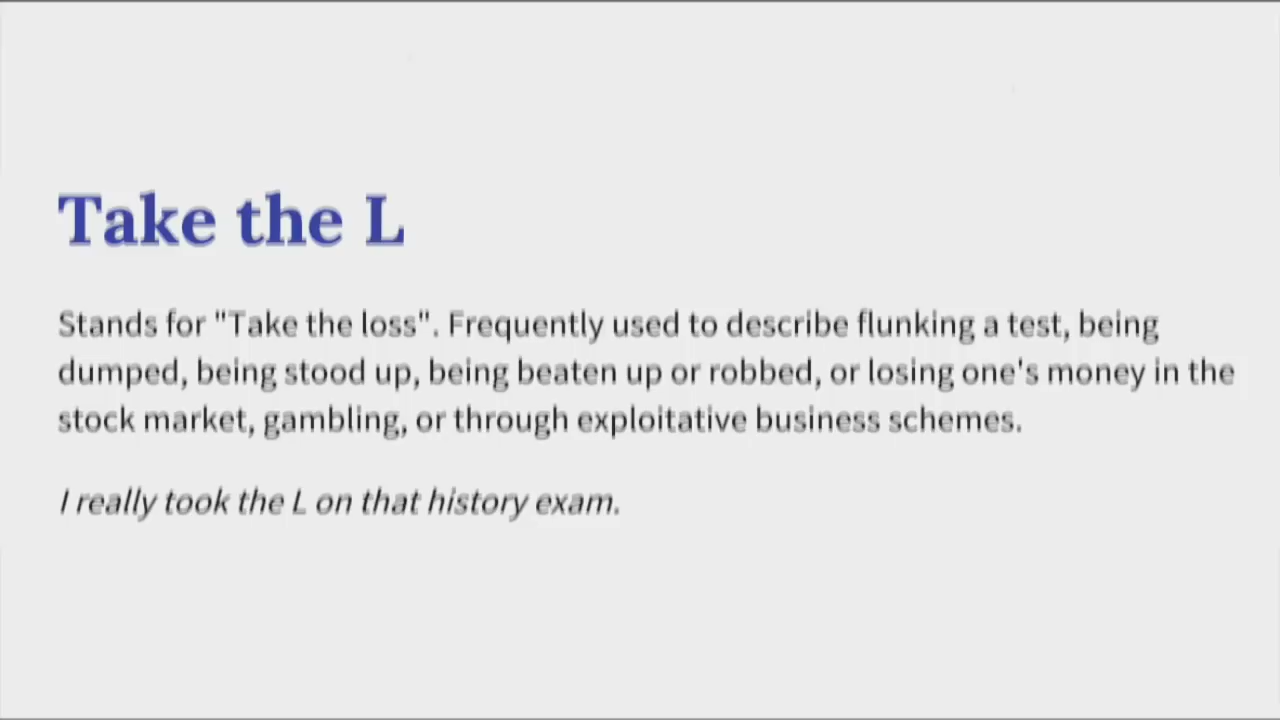 Take the L
Stands for "Take the loss". Frequently used to describe flunking a test, being
dumped, being stood up, being beaten up or robbed, or losing one's money in the
stock market, gambling, or through exploitative business schemes.
I really took the L on that history exam.